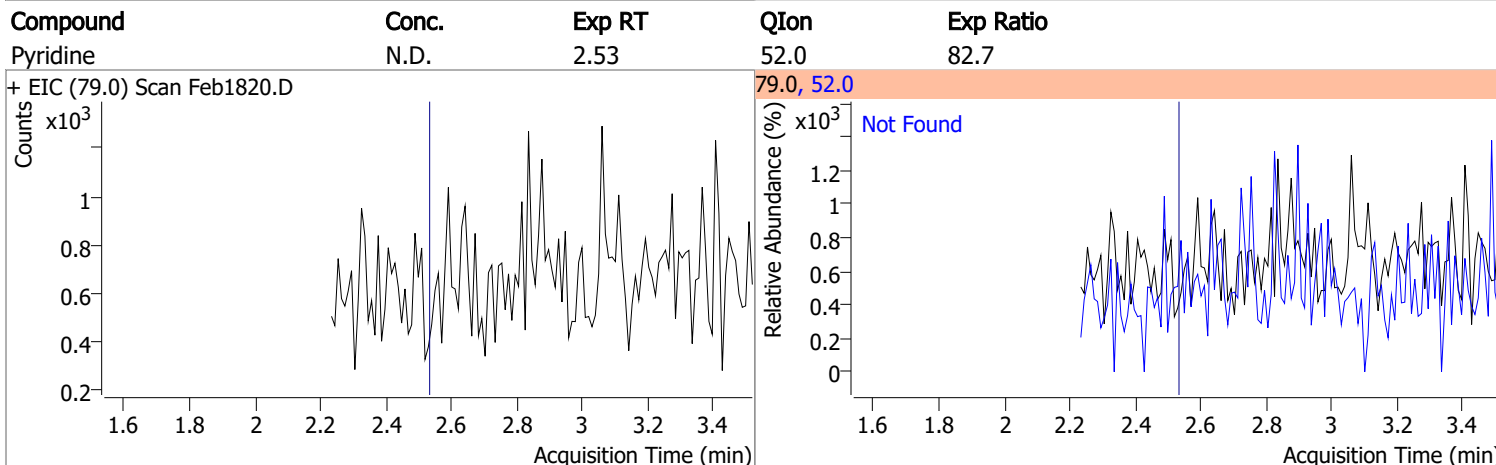 Compound Conc. Exp RT QIon Exp Ratio
Pyridine N.D. 2.53 52.0 82.7
+ EIC (79.0) Scan Feb1820.D
Counts
x10³
1
0.8
0.6
0.4
0.2
1.6 1.8 2 2.2 2.4 2.6 2.8 3 3.2 3.4
Acquisition Time (min)
79.0, 52.0
Relative Abundance (%)
x10³
Not Found
1.2
1
0.8
0.6
0.4
0.2
0
1.6 1.8 2 2.2 2.4 2.6 2.8 3 3.2 3.4
Acquisition Time (min)